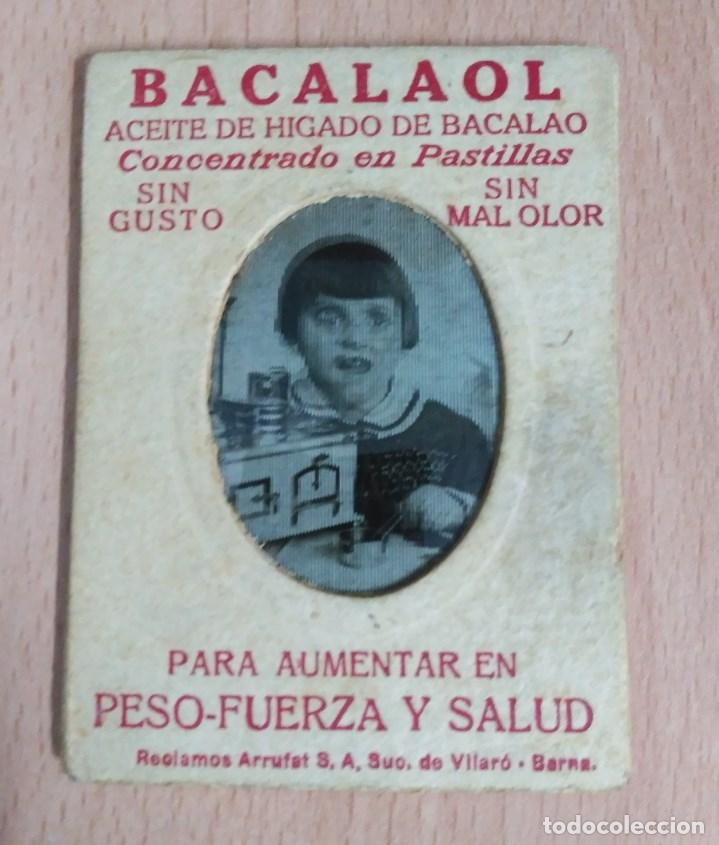 BACALAOL
ACEITE DE HIGADO DE BACALAO
Concentrado en Pastillas
SIN GUSTO
SIN MAL OLOR
PARA AUMENTAR EN
PESO-FUERZA Y SALUD
Reclamos Arrufat S. A. Suc. de Vilaró - Barna.
todocoleccion